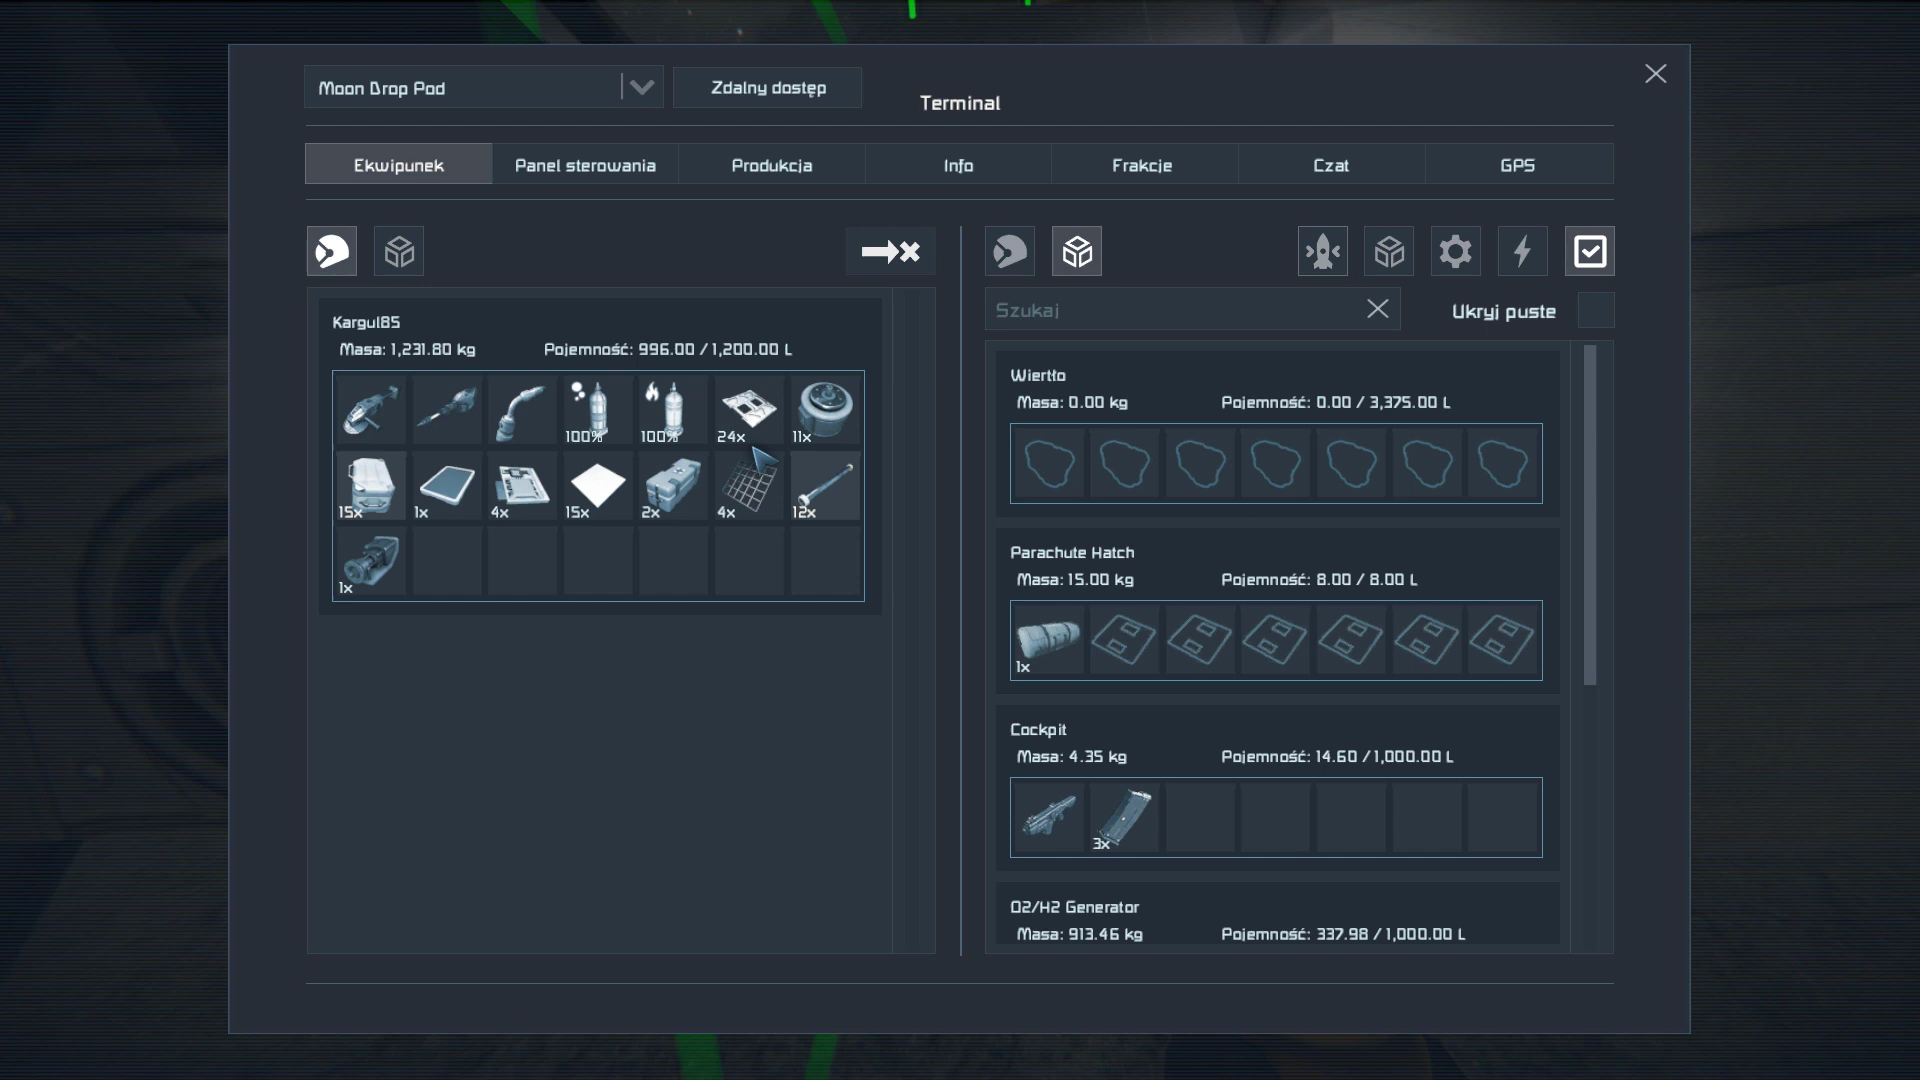 Moon Drop Pod
Zdalny dostęp
Terminal
Ekwipunek
Panel sterowania
Produkcja
Info
Frakcje
Czat
GPS
Szukaj
Ukryj puste
Kargul85
Masa: 1,231.80 kg
Pojemność: 996.00 / 1,200.00 L
100%
100%
24x
11x
15x
1x
4x
15x
2x
4x
12x
1x
Wiertło
Masa: 0.00 kg
Pojemność: 0.00 / 3,375.00 L
Parachute Hatch
Masa: 15.00 kg
Pojemność: 8.00 / 8.00 L
1x
Cockpit
Masa: 4.35 kg
Pojemność: 14.60 / 1,000.00 L
3x
O2/H2 Generator
Masa: 913.46 kg
Pojemność: 337.98 / 1,000.00 L